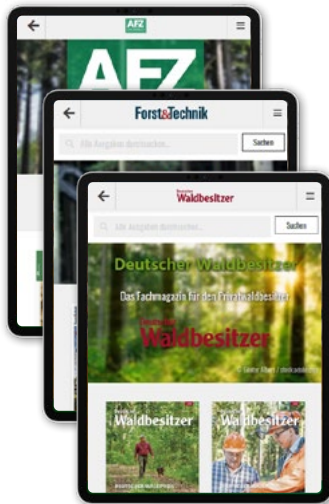 AFZ
AFZ
Forst&Technik
Alle Ausgaben durchsuchen...
Suchen
Deutscher
Waldbesitzer
Alle Ausgaben durchsuchen...
Suchen
Deutscher Waldbesitzer
Das Fachmagazin für den Privatwaldbesitzer
Deutscher
Waldbesitzer
Waldbesitzer
Waldbesitzer